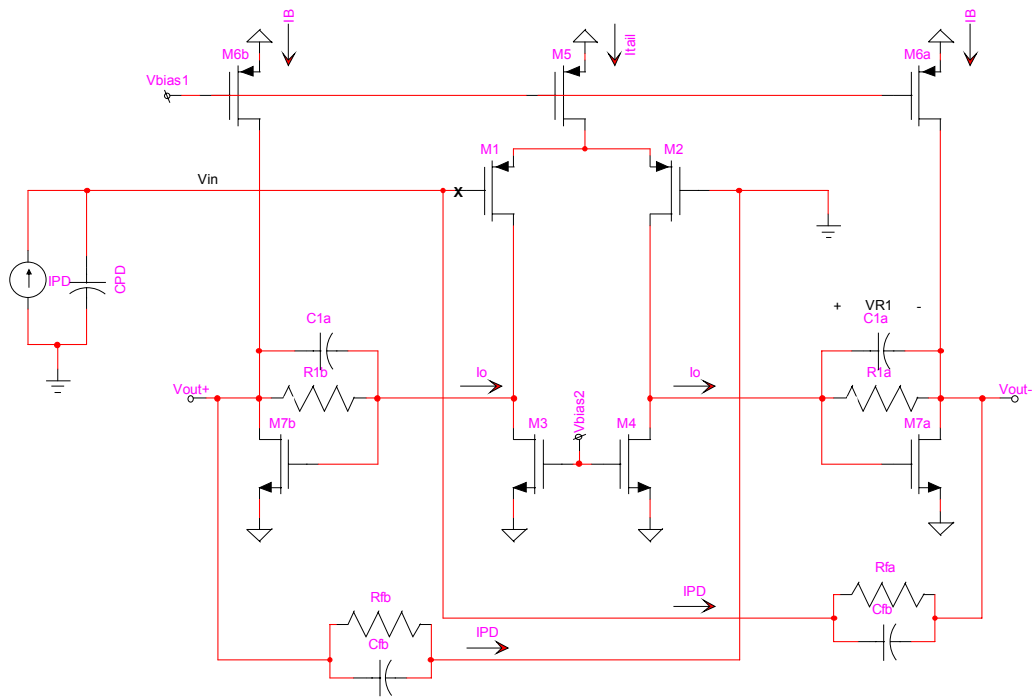 IB
Itail
IB
M6b
M5
M6a
Vbias1
M1
M2
Vin
x
IPD
CPD
+ VR1 -
C1a
C1a
Vout+
R1b
Io
Io
R1a
Vout-
M7b
M3
Vbias2
M4
M7a
Rfa
IPD
Cfb
Rfb
Cfb
IPD